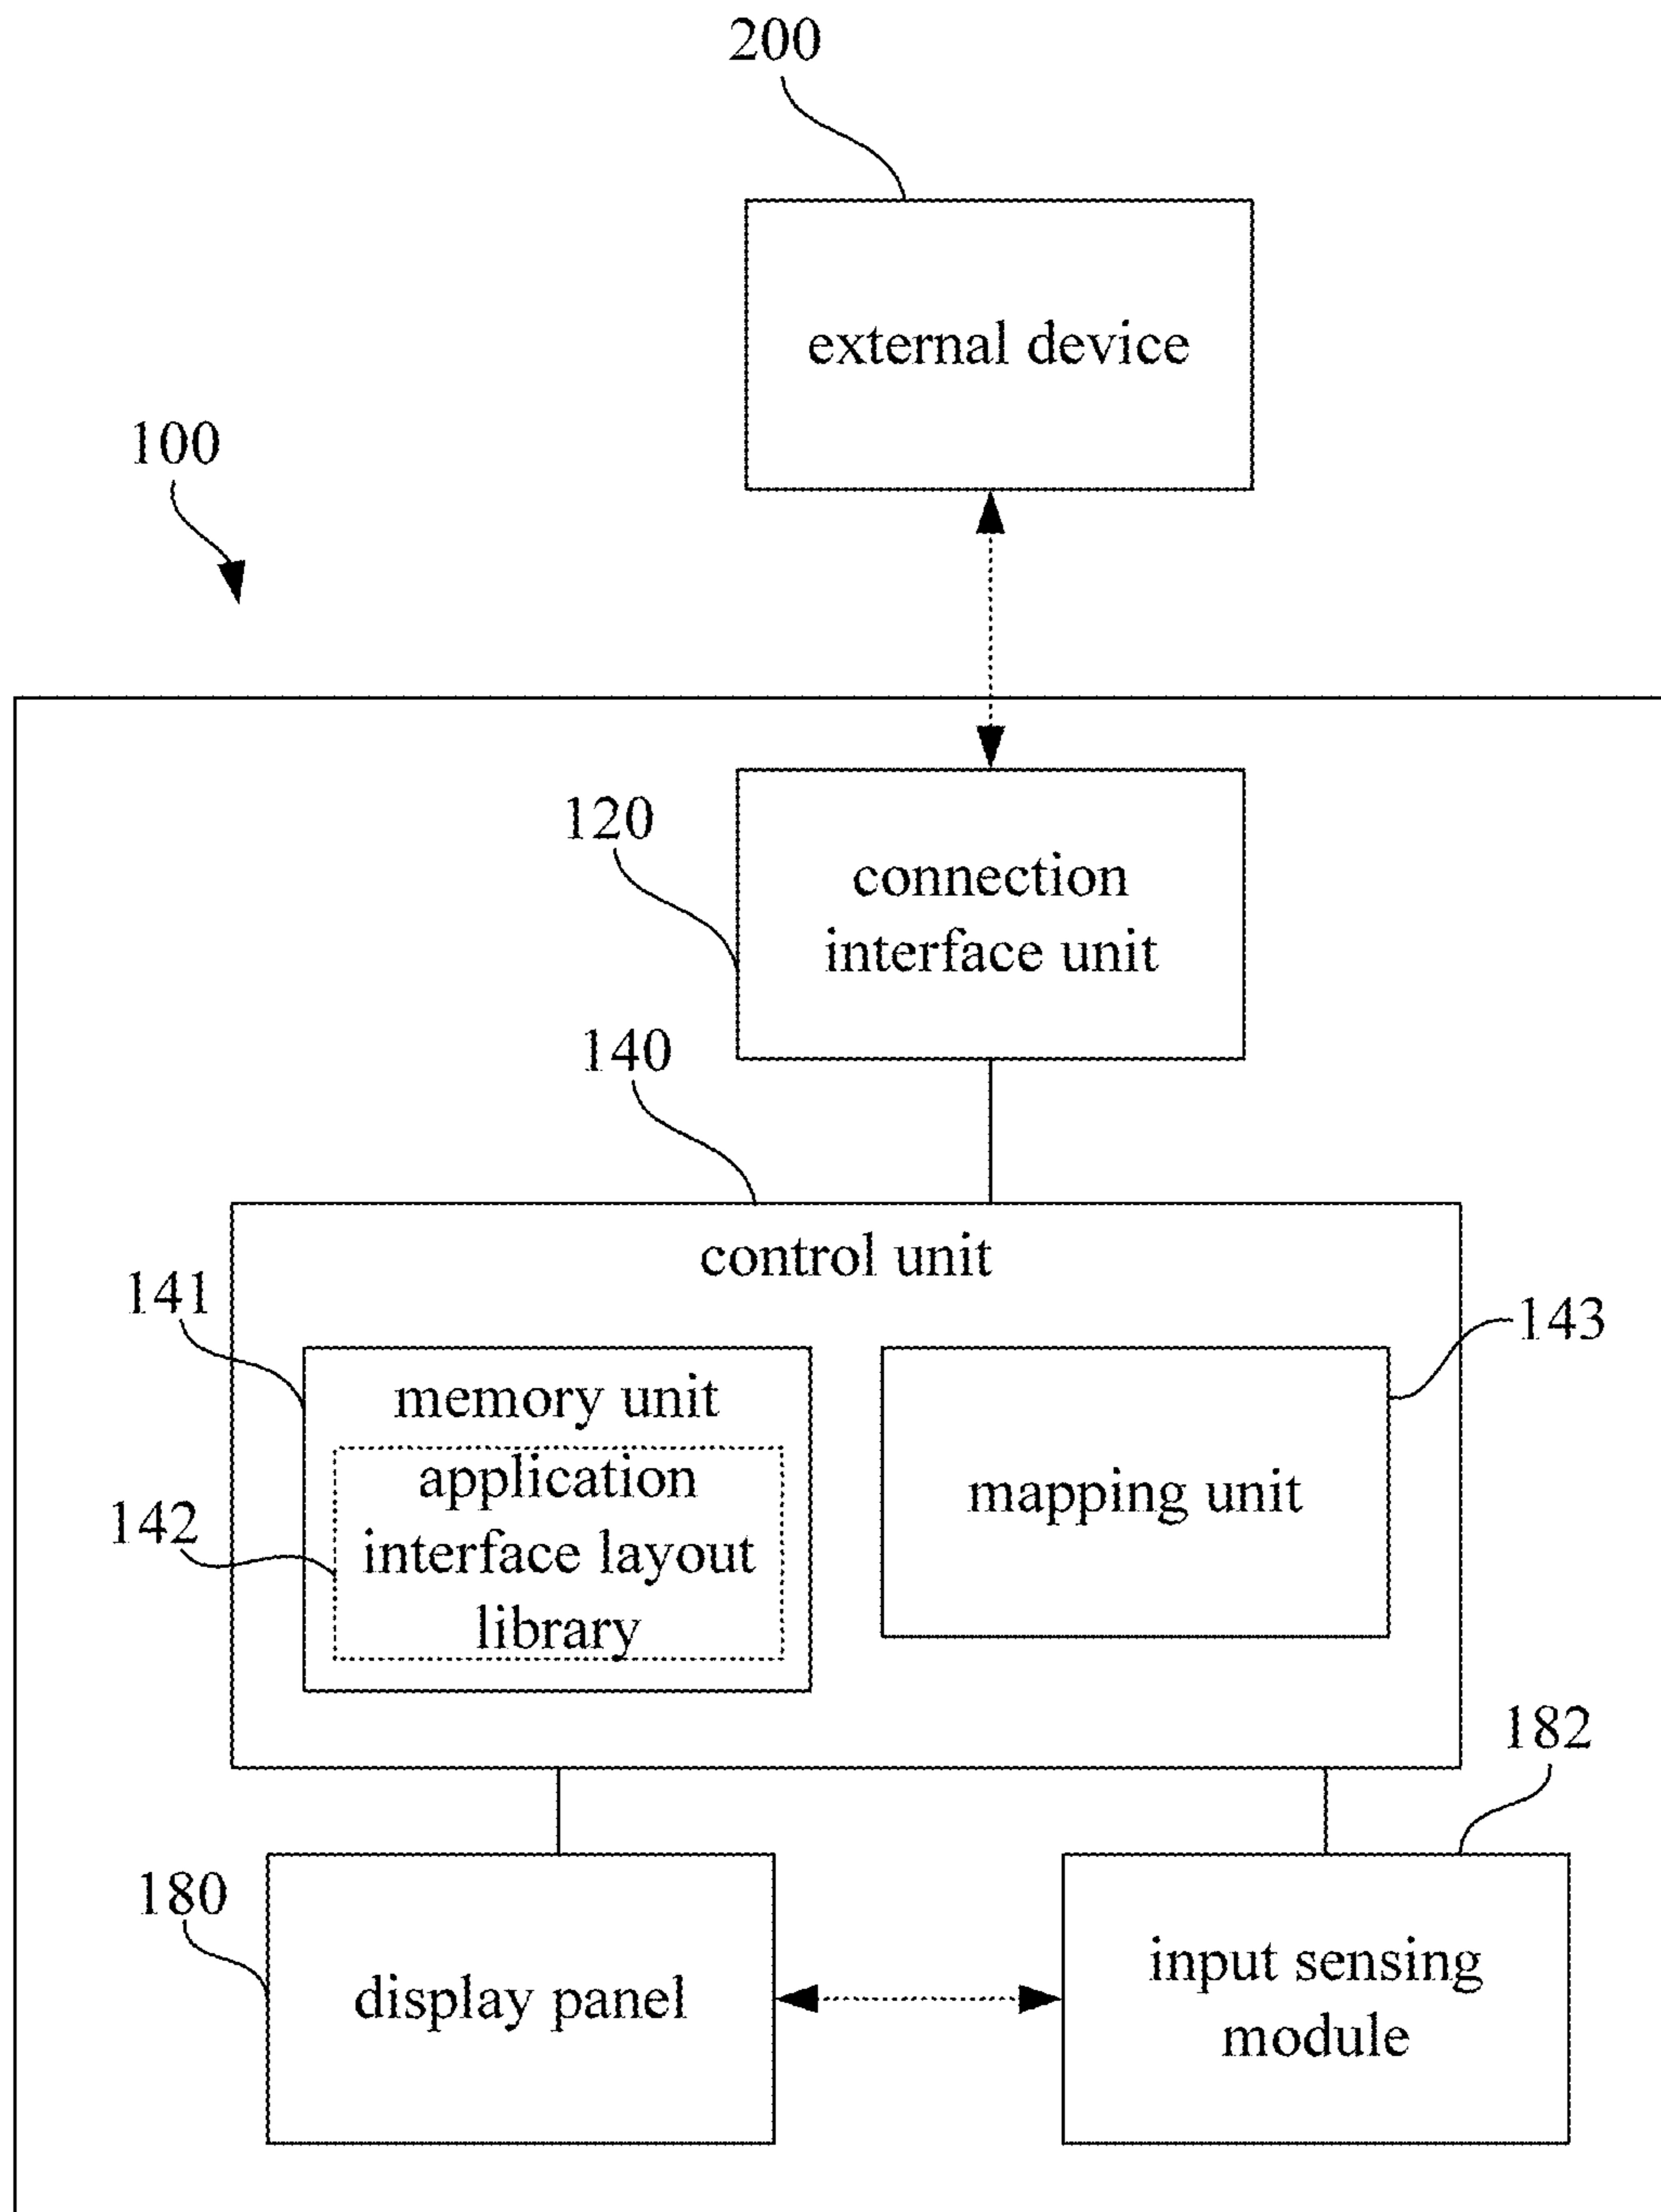 200
external device
100
120
connection
interface unit
140
control unit
141
143
memory unit
application
mapping unit
142
interface layout
library
182
180
input sensing
display panel
module